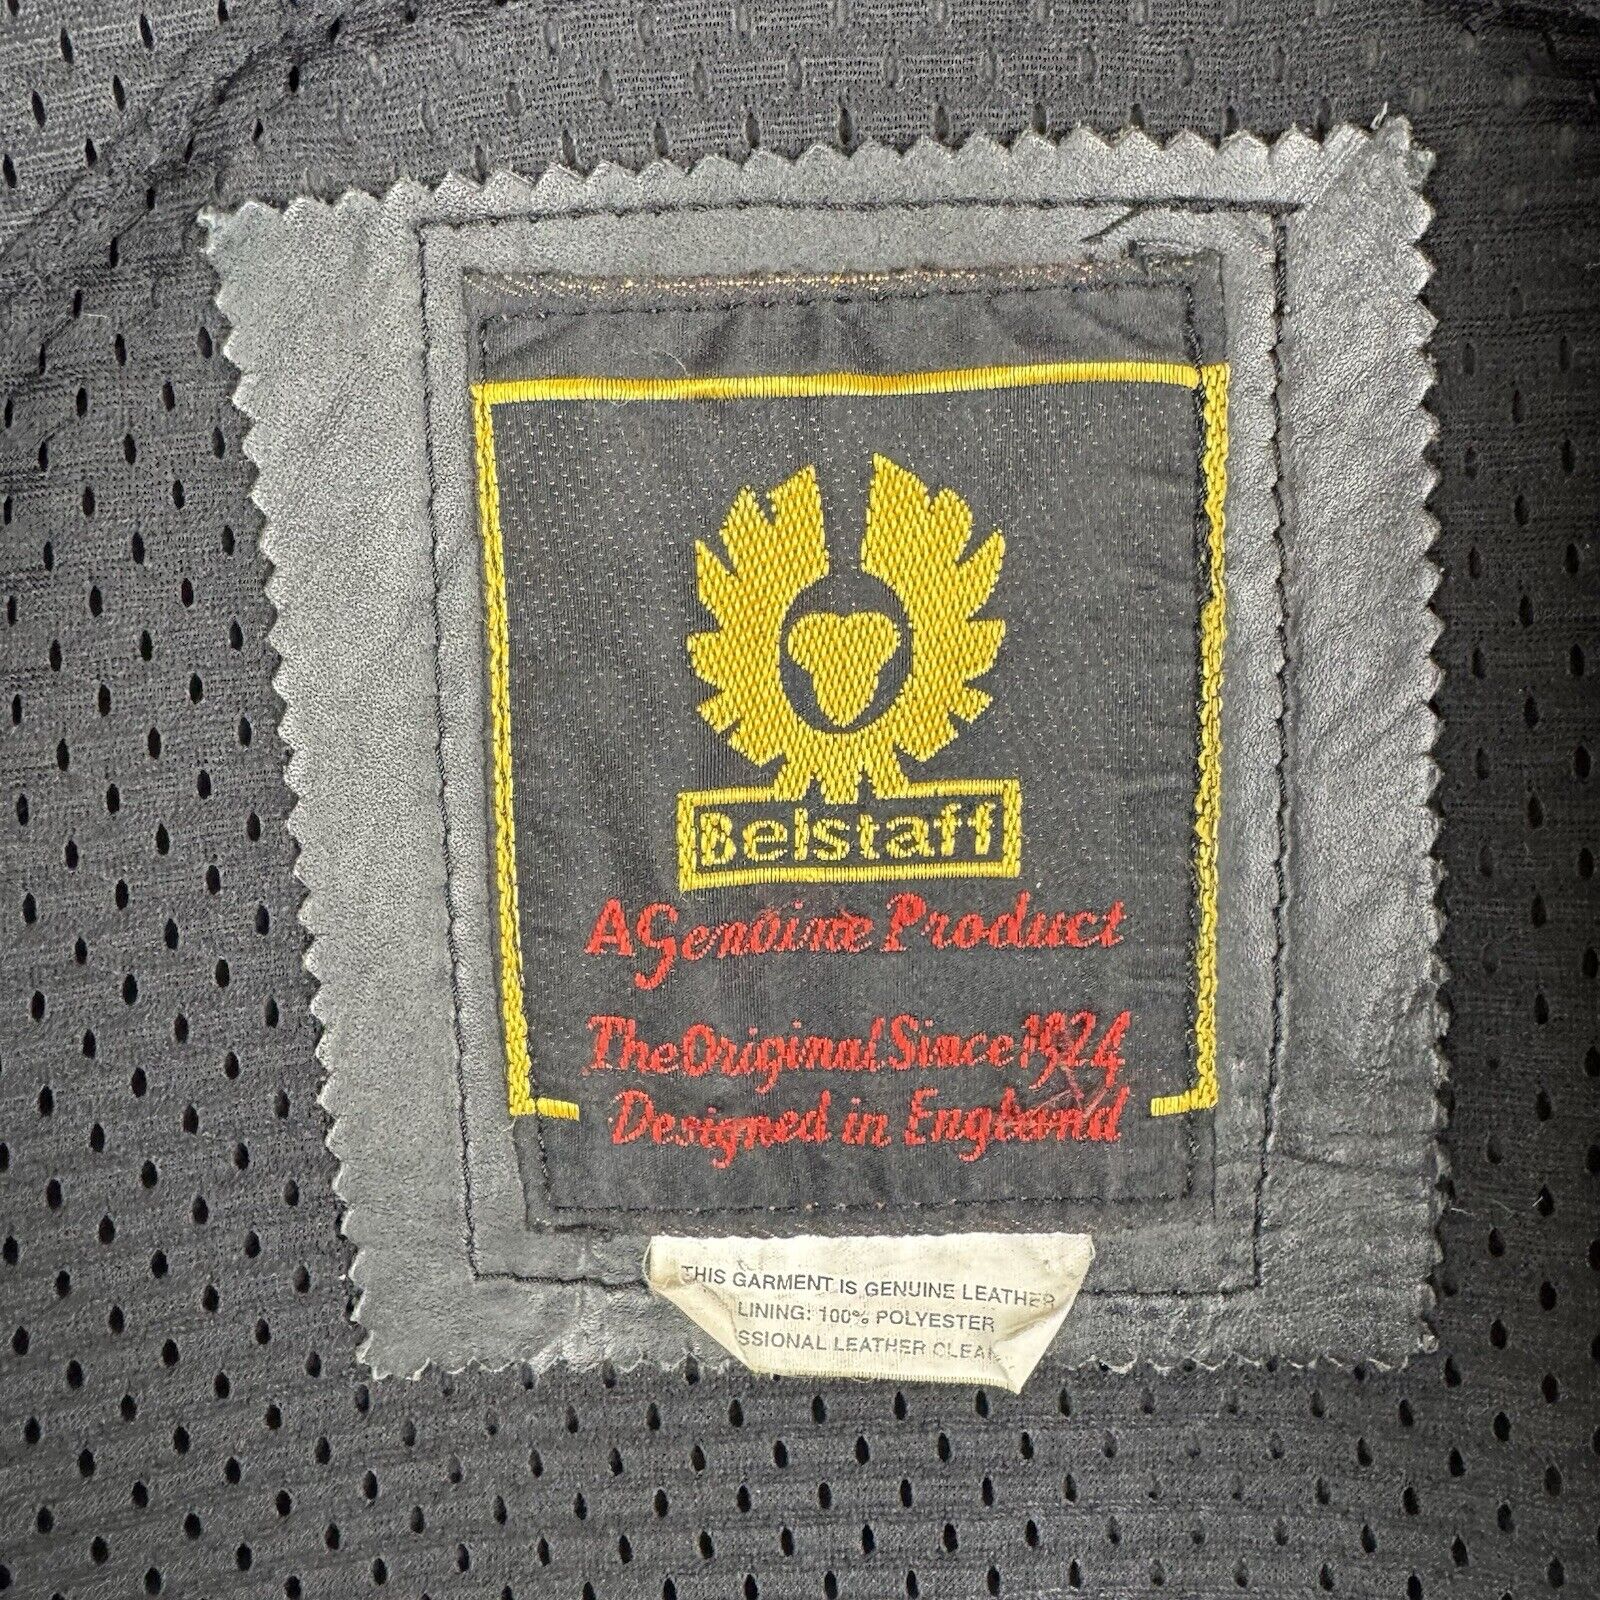 Belstaff
A Genuine Product
The Original Since 1924
Designed in England
THIS GARMENT IS GENUINE LEATHER
LINING: 100% POLYESTER
SSIONAL LEATHER CLEA